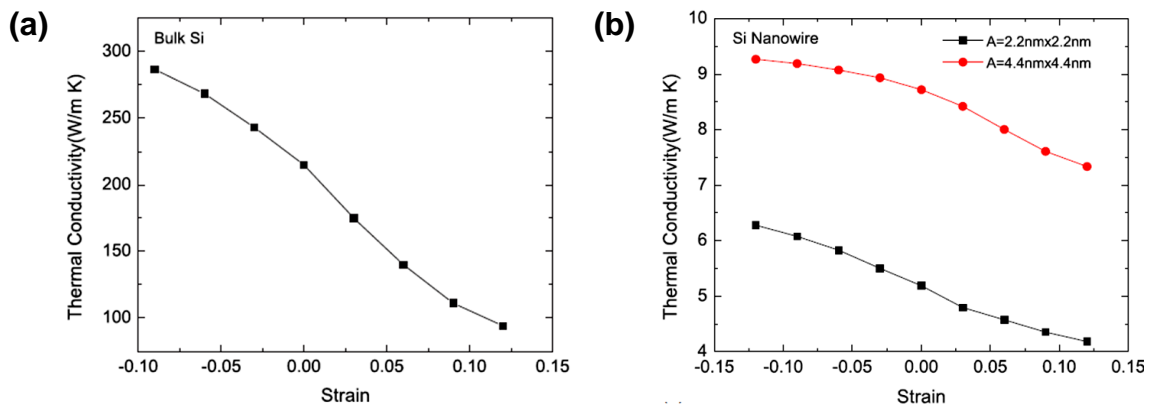 (a)
Bulk Si
Thermal Conductivity(W/m K)
300
250
200
150
100
-0.10
-0.05
0.00
0.05
0.10
0.15
Strain
(b)
Si Nanowire
A=2.2nmx2.2nm
A=4.4nmx4.4nm
Thermal Conductivity(W/m K)
10
9
8
7
6
5
4
-0.15
-0.10
-0.05
0.00
0.05
0.10
0.15
Strain